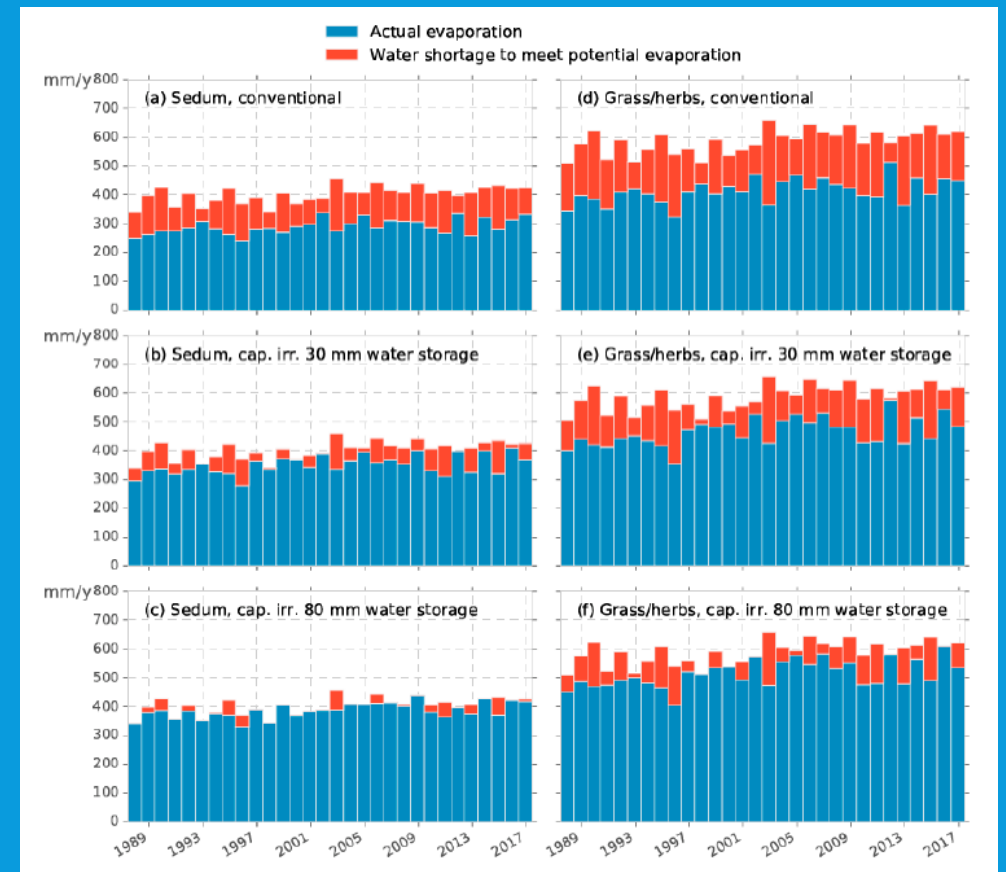 Actual evaporation
Water shortage to meet potential evaporation
mm/y 800
700
600
500
400
300
200
100
0
(a) Sedum, conventional
(d) Grass/herbs, conventional
mm/y 800
700
600
500
400
300
200
100
0
(b) Sedum, cap. irr. 30 mm water storage
(e) Grass/herbs, cap. irr. 30 mm water storage
mm/y 800
700
600
500
400
300
200
100
0
(c) Sedum, cap. irr. 80 mm water storage
(f) Grass/herbs, cap. irr. 80 mm water storage
1989 1993 1997 2001 2005 2009 2013 2017
1989 1993 1997 2001 2005 2009 2013 2017